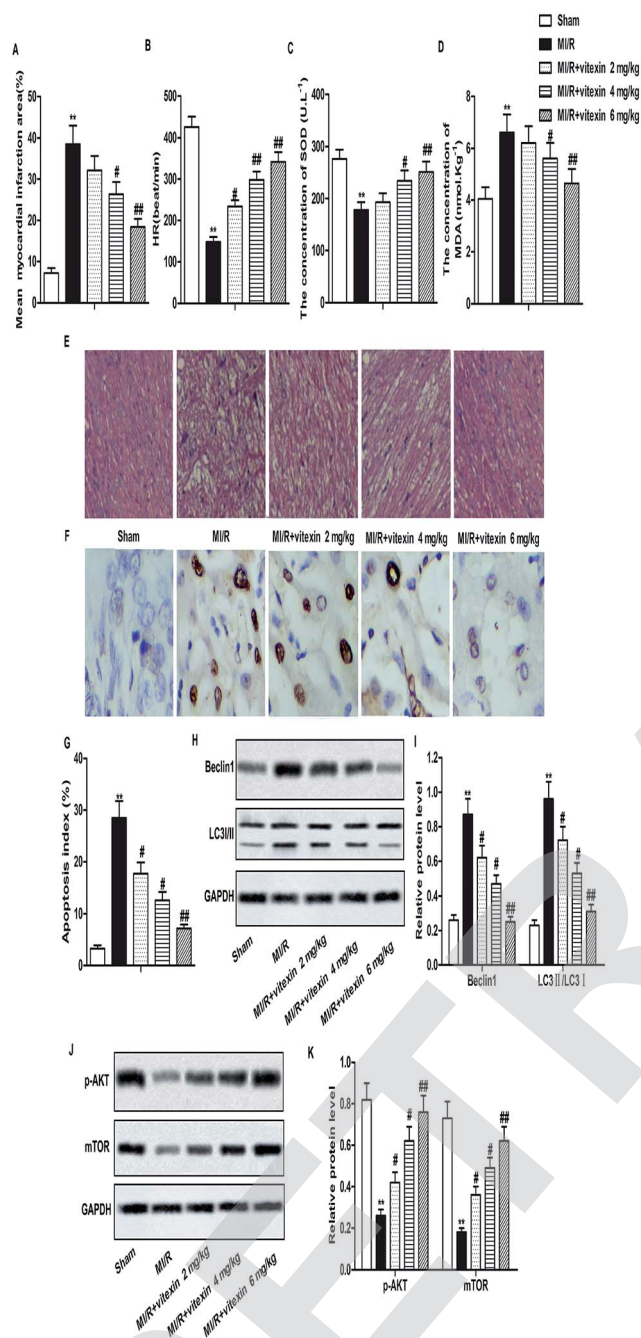 Sham
MI/R
MI/R+vitexin 2 mg/kg
MI/R+vitexin 4 mg/kg
MI/R+vitexin 6 mg/kg
A
Mean myocardial infarction area(%)
50
40
30
20
10
0
**
#
##
B
HR(beat/min)
500
400
300
200
100
0
**
#
##
##
C
The concentration of SOD (U.L⁻¹)
400
300
200
100
0
**
#
##
D
The concentration of
MDA (nmol.Kg⁻¹)
8
6
4
2
0
**
#
##
E
F
Sham MI/R MI/R+vitexin 2 mg/kg MI/R+vitexin 4 mg/kg MI/R+vitexin 6 mg/kg
G
Apoptosis index (%)
40
30
20
10
0
**
#
#
##
H
Beclin1
LC3I/II
GAPDH
Sham
MI/R
MI/R+vitexin 2 mg/kg
MI/R+vitexin 4 mg/kg
MI/R+vitexin 6 mg/kg
I
Relative protein level
1.2
1.0
0.8
0.6
0.4
0.2
0.0
**
#
#
##
**
#
#
##
Beclin1 LC3Ⅱ/LC3Ⅰ
J
p-AKT
mTOR
GAPDH
Sham
MI/R
MI/R+vitexin 2 mg/kg
MI/R+vitexin 4 mg/kg
MI/R+vitexin 6 mg/kg
K
Relative protein level
1.0
0.8
0.6
0.4
0.2
0.0
**
#
#
##
**
#
#
##
p-AKT mTOR